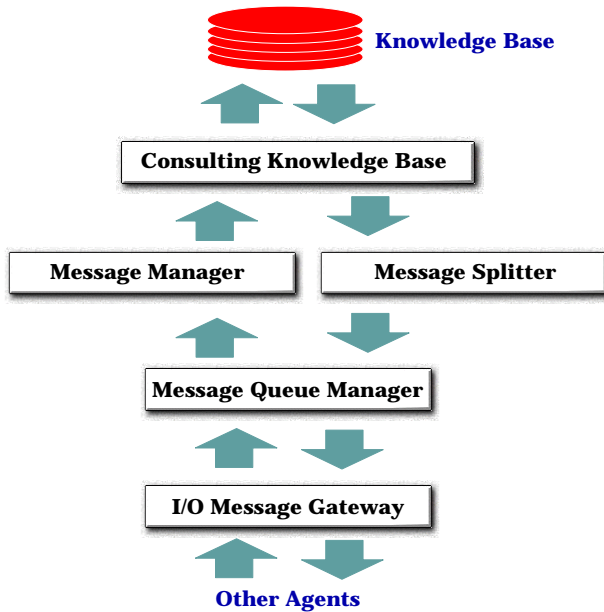 Knowledge Base
Consulting Knowledge Base
Message Manager
Message Splitter
Message Queue Manager
I/O Message Gateway
Other Agents